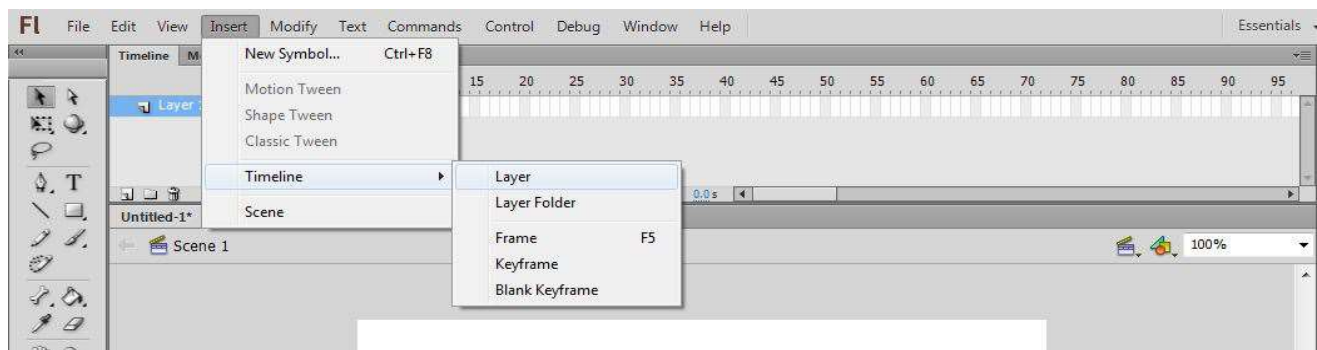 Fl File Edit View Insert Modify Text Commands Control Debug Window Help Essentials
Timeline M
15 20 25 30 35 40 45 50 55 60 65 70 75 80 85 90 95
Layer
New Symbol... Ctrl+F8
Motion Tween
Shape Tween
Classic Tween
Timeline
Scene
Layer
Layer Folder
Frame F5
Keyframe
Blank Keyframe
0.0 s
T
Untitled-1*
Scene 1
100%